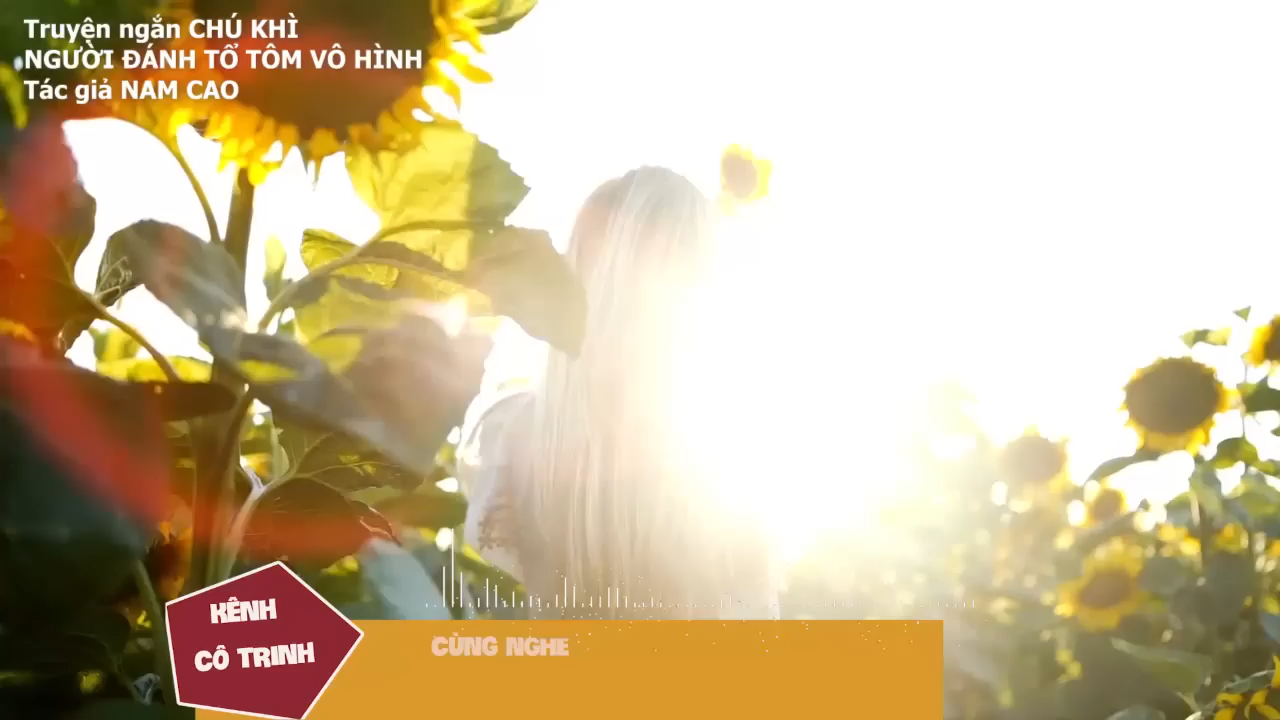 Truyện ngắn CHÚ KHÌ
NGƯỜI ĐÁNH TỔ TÔM VÔ HÌNH
Tác giả NAM CAO
KÊNH
CÔ TRINH
CÙNG NGHE